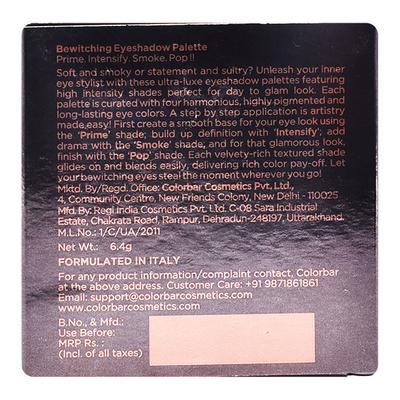 Bewitching Eyeshadow Palette
Prime. Intensify. Smoke. Pop !!
Soft and smoky or statement and sultry? Unleash your inner
eye stylist with these ultra-luxe eyeshadow palettes featuring
high intensity shades perfect for day to glam look. Each
palette is curated with four harmonious, highly pigmented and
long-lasting eye colors. A step by step application is artistry
made easy! First create a smooth base for your eye look using
the 'Prime' shade; build up definition with 'Intensify'; add
drama with the 'Smoke' shade; and for that glamorous look,
finish with the 'Pop' shade. Each velvety-rich textured shade
glides on and blends easily, delivering rich color pay-off. Let
your bewitching eyes steal the moment wherever you go!
Mktd. By/Regd. Office: Colorbar Cosmetics Pvt. Ltd.,
4, Community Centre, New Friends Colony, New Delhi - 110025
Mfd. By: Regi India Cosmetics Pvt. Ltd. C-08 Sara Industrial
Estate, Chakrata Road, Rampur, Dehradun-248197, Uttarakhand.
M.L.No.: 1/C/UA/2011
Net Wt.: 6.4g
FORMULATED IN ITALY
For any product information/complaint contact, Colorbar
at the above address. Customer Care: +91 9871861861
Email: support@colorbarcosmetics.com
www.colorbarcosmetics.com
B.No., & Mfd.:
Use Before:
MRP Rs. :
(Incl. of all taxes)